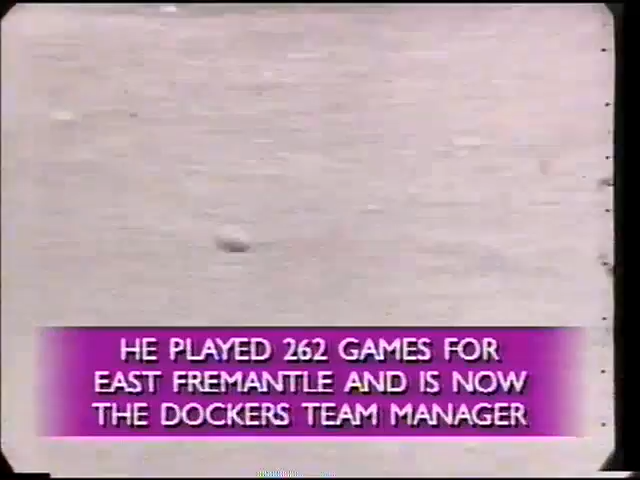 HE PLAYED 262 GAMES FOR
EAST FREMANTLE AND IS NOW
THE DOCKERS TEAM MANAGER